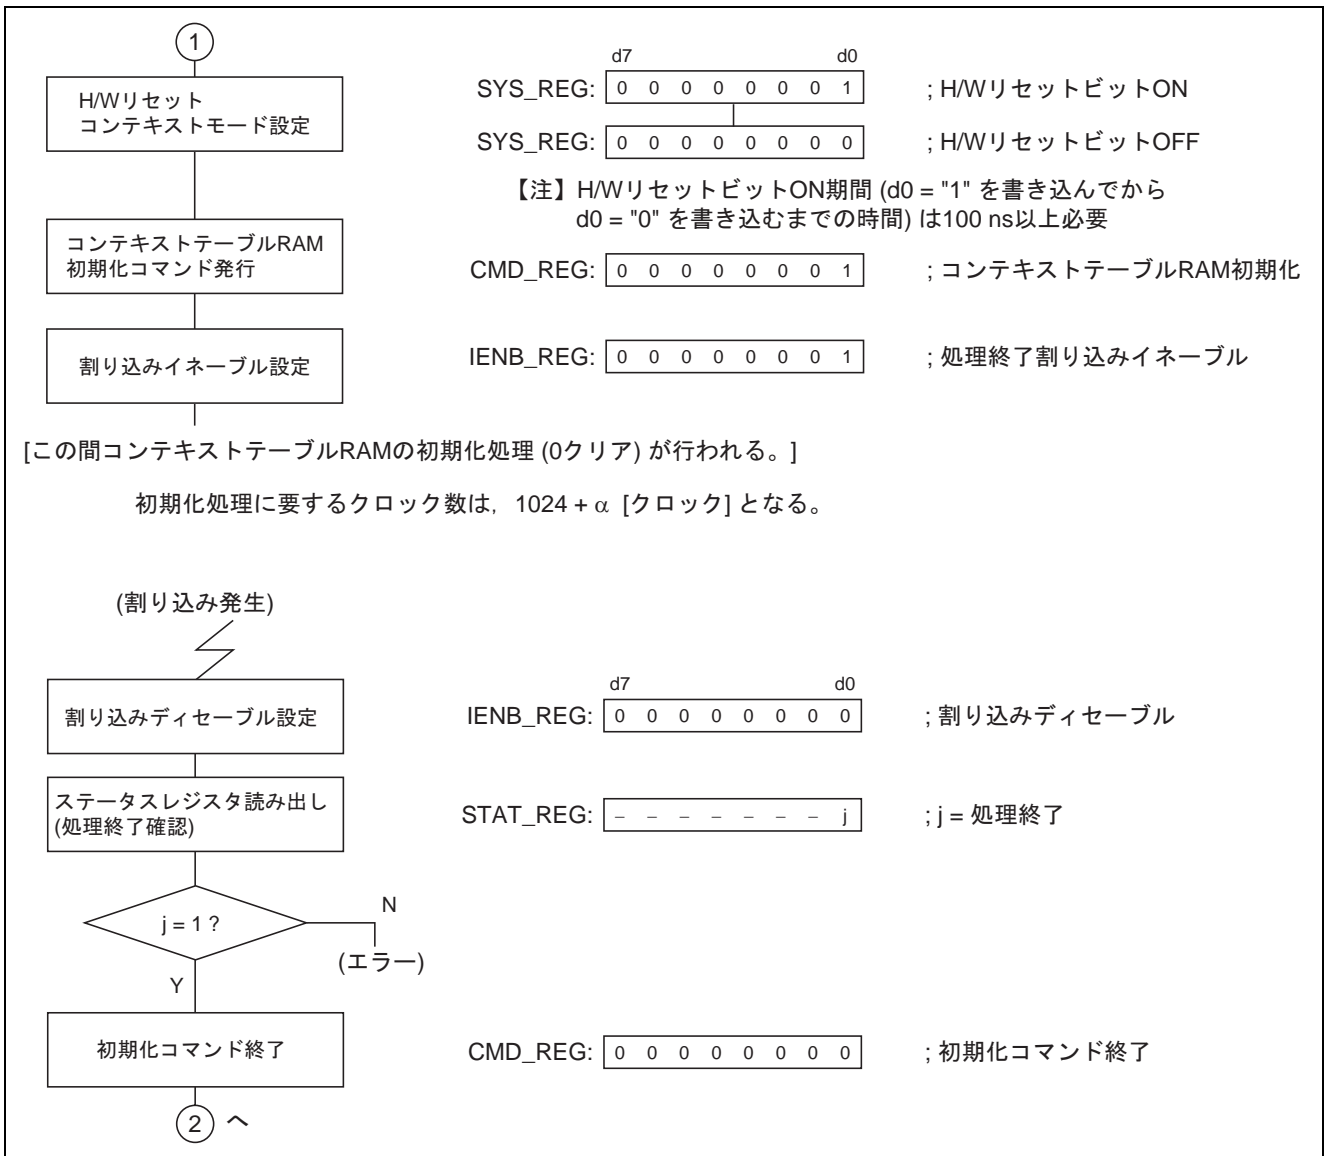 1
d7 d0
H/Wリセット
コンテキストモード設定
SYS_REG: 0 0 0 0 0 0 0 1 ; H/WリセットビットON
SYS_REG: 0 0 0 0 0 0 0 0 ; H/WリセットビットOFF
【注】H/WリセットビットON期間 (d0 = "1" を書き込んでから
d0 = "0" を書き込むまでの時間) は100 ns以上必要
コンテキストテーブルRAM
初期化コマンド発行
CMD_REG: 0 0 0 0 0 0 0 1 ; コンテキストテーブルRAM初期化
割り込みイネーブル設定
IENB_REG: 0 0 0 0 0 0 0 1 ; 処理終了割り込みイネーブル
[この間コンテキストテーブルRAMの初期化処理 (0クリア) が行われる。]
初期化処理に要するクロック数は，1024 + α [クロック] となる。
(割り込み発生)
d7 d0
割り込みディセーブル設定
IENB_REG: 0 0 0 0 0 0 0 0 ; 割り込みディセーブル
ステータスレジスタ読み出し
(処理終了確認)
STAT_REG: – – – – – – – j ; j = 処理終了
j = 1 ?
N
(エラー)
Y
初期化コマンド終了
CMD_REG: 0 0 0 0 0 0 0 0 ; 初期化コマンド終了
2 へ